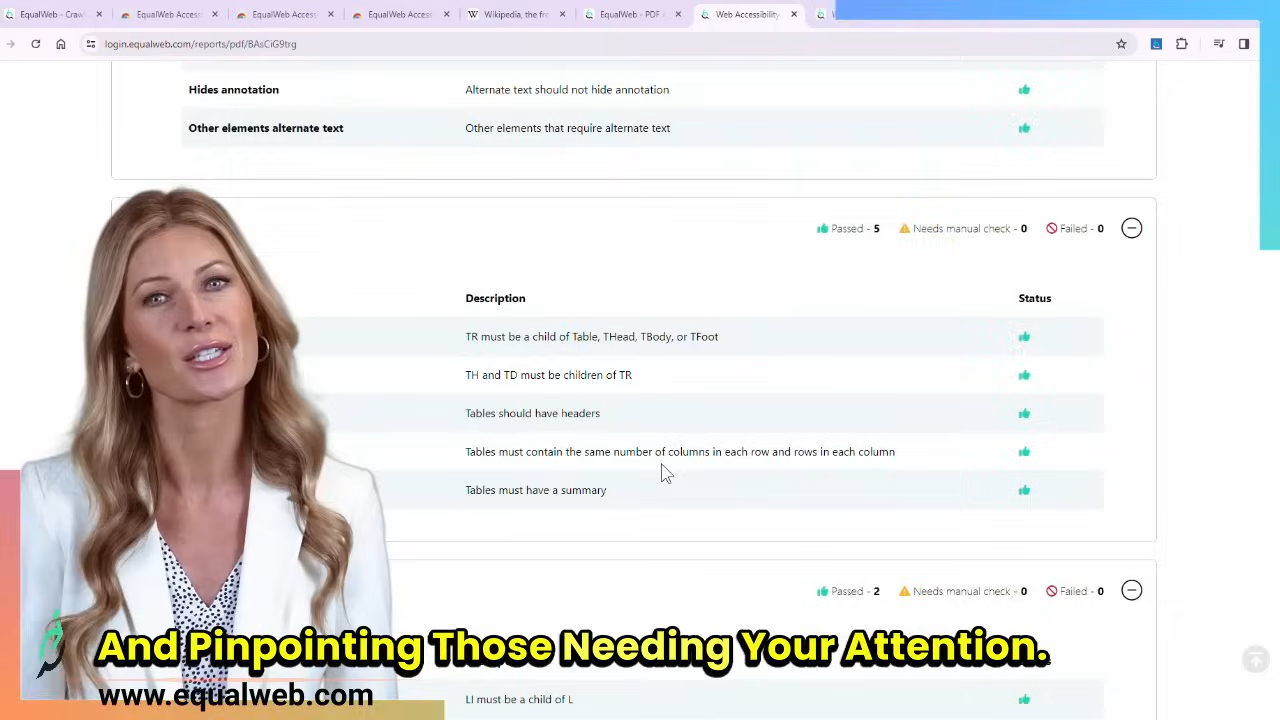 EqualWeb - Craw
EqualWeb Acces
EqualWeb Acces
EqualWeb Acces
Wikipedia, the fre
EqualWeb - PDF A
Web Accessibility
login.equalweb.com/reports/pdf/BAsCiG9trg
Hides annotation Alternate text should not hide annotation
Other elements alternate text Other elements that require alternate text
Passed - 5 Needs manual check - 0 Failed - 0
Description Status
TR must be a child of Table, THead, TBody, or TFoot
TH and TD must be children of TR
Tables should have headers
Tables must contain the same number of columns in each row and rows in each column
Tables must have a summary
Passed - 2 Needs manual check - 0 Failed - 0
And Pinpointing Those Needing Your Attention.
www.equalweb.com
LI must be a child of L